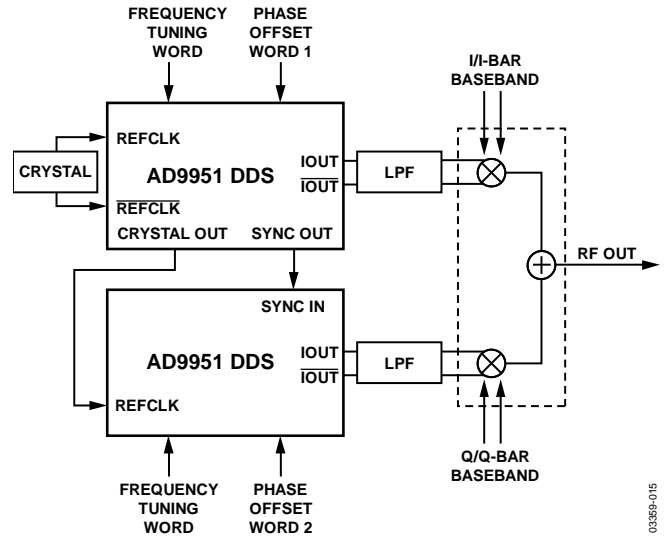 FREQUENCY
TUNING
WORD
PHASE
OFFSET
WORD 1
I/I-BAR
BASEBAND
CRYSTAL
REFCLK
REFCLK
AD9951 DDS
IOUT
IOUT
CRYSTAL OUT
SYNC OUT
LPF
RF OUT
SYNC IN
AD9951 DDS
IOUT
IOUT
REFCLK
LPF
FREQUENCY
TUNING
WORD
PHASE
OFFSET
WORD 2
Q/Q-BAR
BASEBAND
03359-015